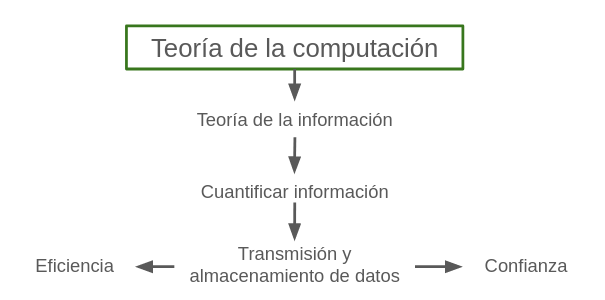 Teoría de la computación
Teoría de la información
Cuantificar información
Transmisión y
almacenamiento de datos
Eficiencia
Confianza